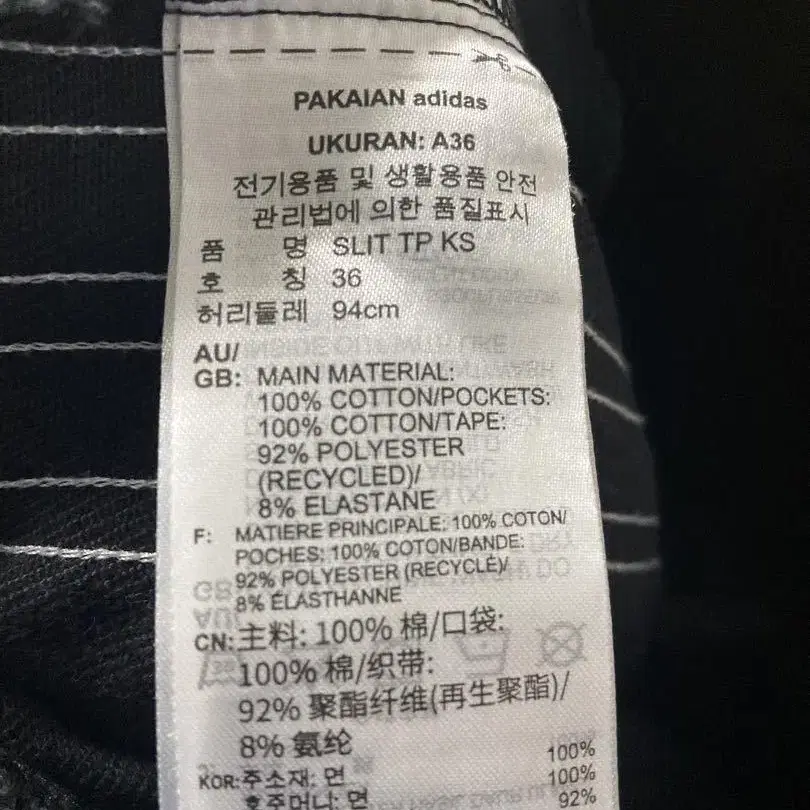 PAKAIAN adidas
UKURAN: A36
전기용품 및 생활용품 안전
관리법에 의한 품질표시
품 명 SLIT TP KS
호 칭 36
허리둘레 94cm
AU/
GB: MAIN MATERIAL:
100% COTTON/POCKETS:
100% COTTON/TAPE:
92% POLYESTER
(RECYCLED)/
8% ELASTANE
F: MATIERE PRINCIPALE: 100% COTON/
POCHES: 100% COTON/BANDE:
92% POLYESTER (RECYCLÉ)/
8% ÉLASTHANNE
CN: 主料: 100% 棉/口袋:
100% 棉/织带:
92% 聚酯纤维(再生聚酯)/
8% 氨纶
100%
KOR: 주소재: 면 100%
호주머니: 면 92%